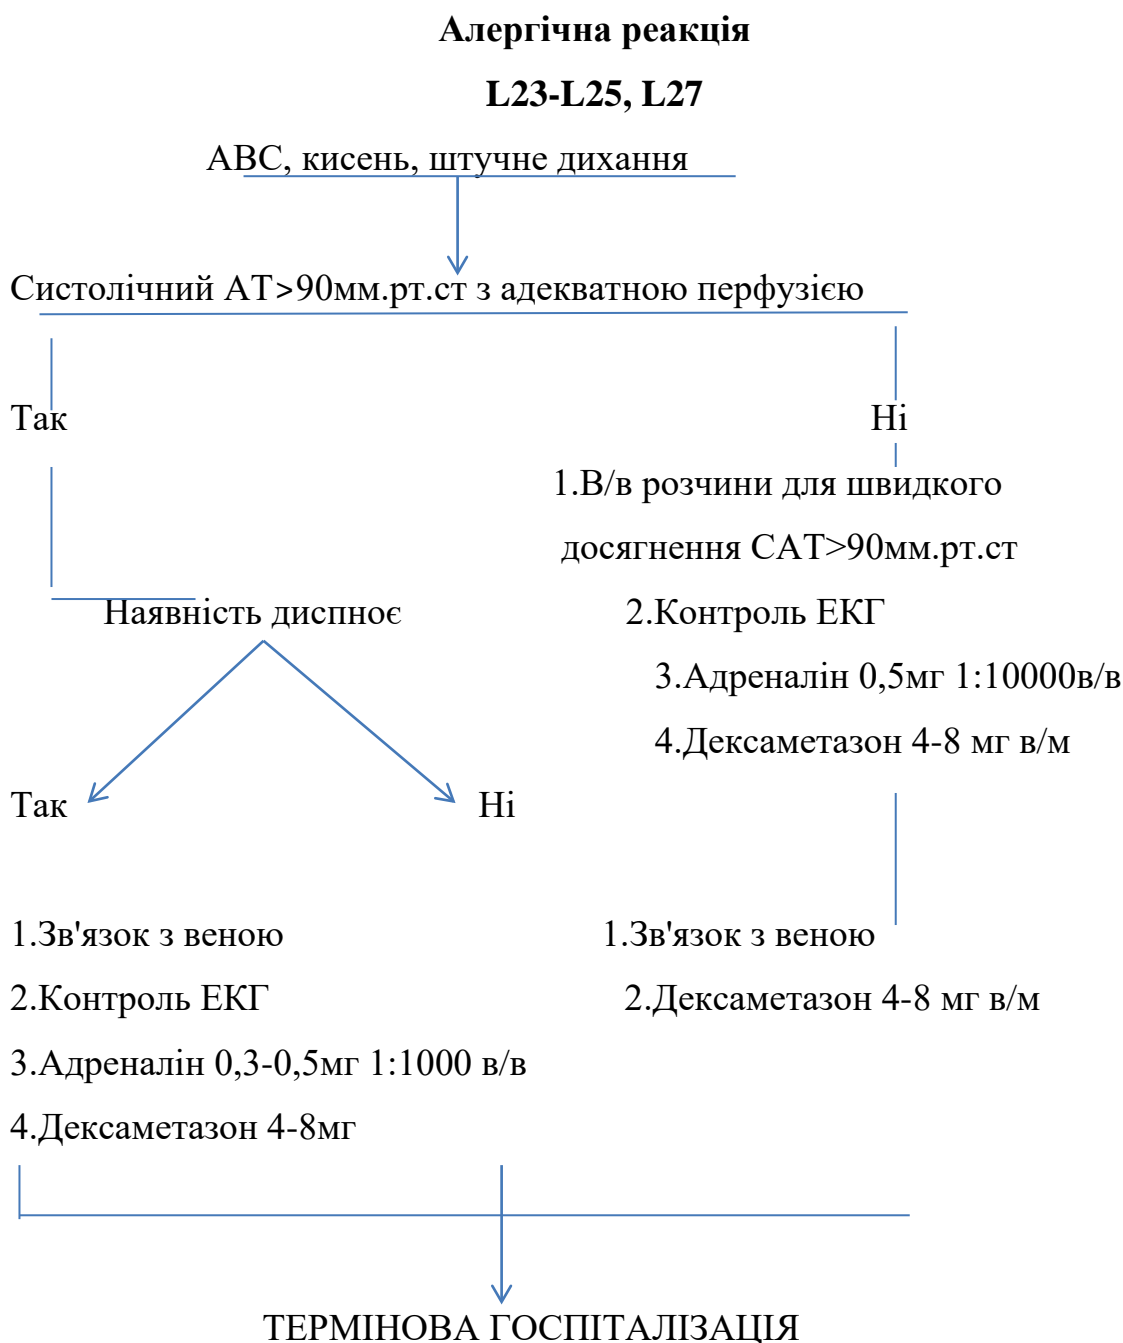 Алергічна реакція
L23-L25, L27
АВС, кисень, штучне дихання
Систолічний АТ>90мм.рт.ст з адекватною перфузією
Так
Ні
1.В/в розчини для швидкого
досягнення САТ>90мм.рт.ст
Наявність диспноє
2.Контроль ЕКГ
3.Адреналін 0,5мг 1:10000в/в
4.Дексаметазон 4-8 мг в/м
Так
Ні
1.Зв'язок з веною
2.Контроль ЕКГ
3.Адреналін 0,3-0,5мг 1:1000 в/в
4.Дексаметазон 4-8мг
1.Зв'язок з веною
2.Дексаметазон 4-8 мг в/м
ТЕРМІНОВА ГОСПІТАЛІЗАЦІЯ